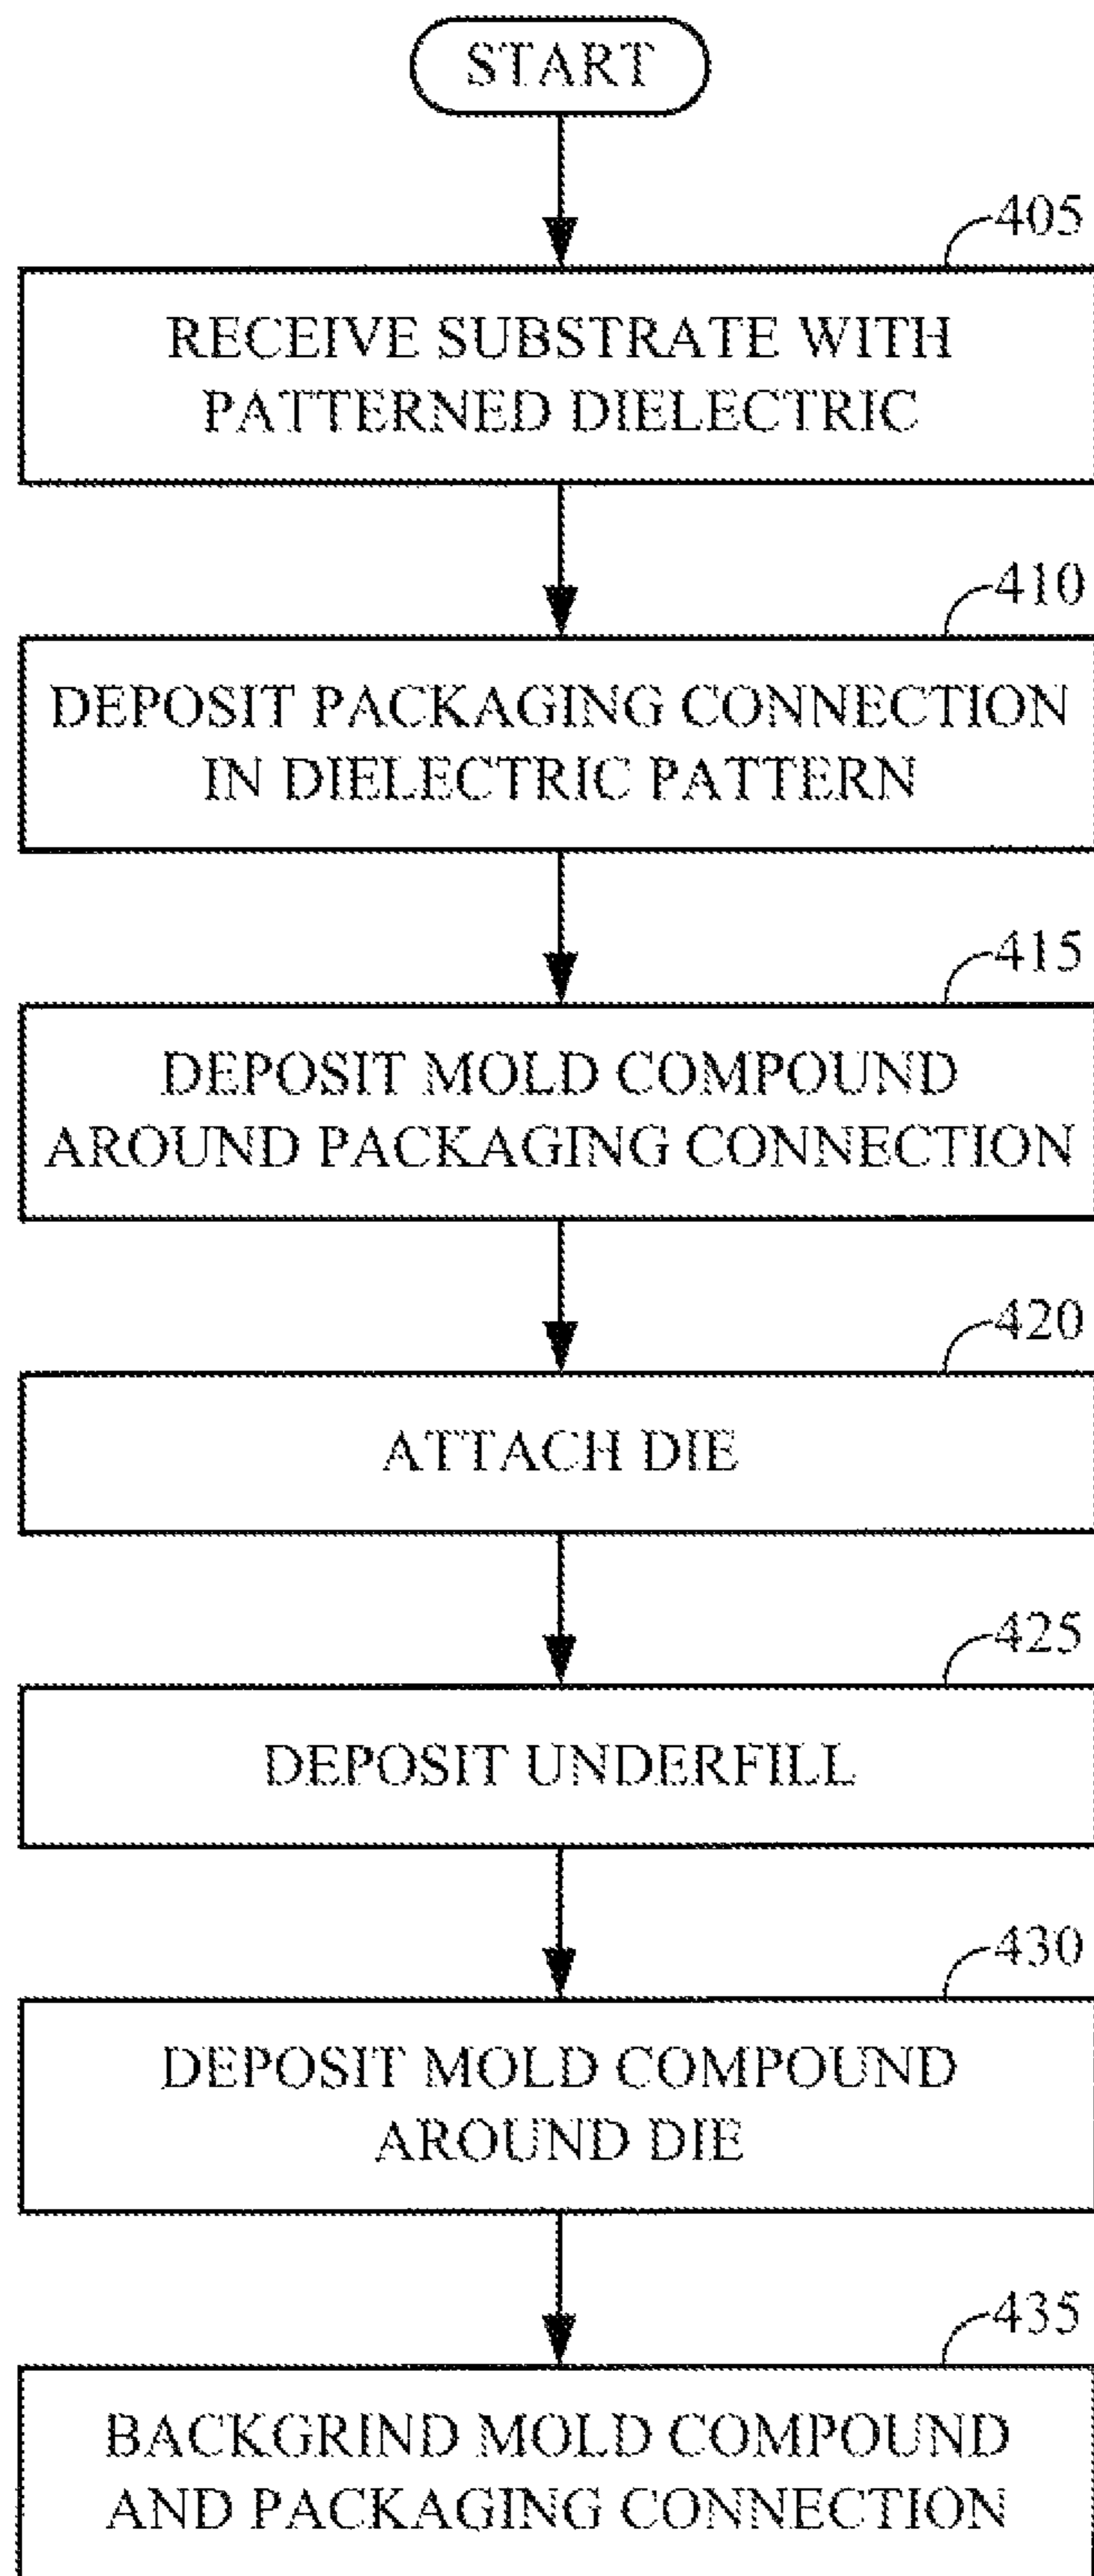 START
405
RECEIVE SUBSTRATE WITH
PATTERNED DIELECTRIC
410
DEPOSIT PACKAGING CONNECTION
IN DIELECTRIC PATTERN
415
DEPOSIT MOLD COMPOUND
AROUND PACKAGING CONNECTION
420
ATTACH DIE
425
DEPOSIT UNDERFILL
430
DEPOSIT MOLD COMPOUND
AROUND DIE
435
BACKGRIND MOLD COMPOUND
AND PACKAGING CONNECTION